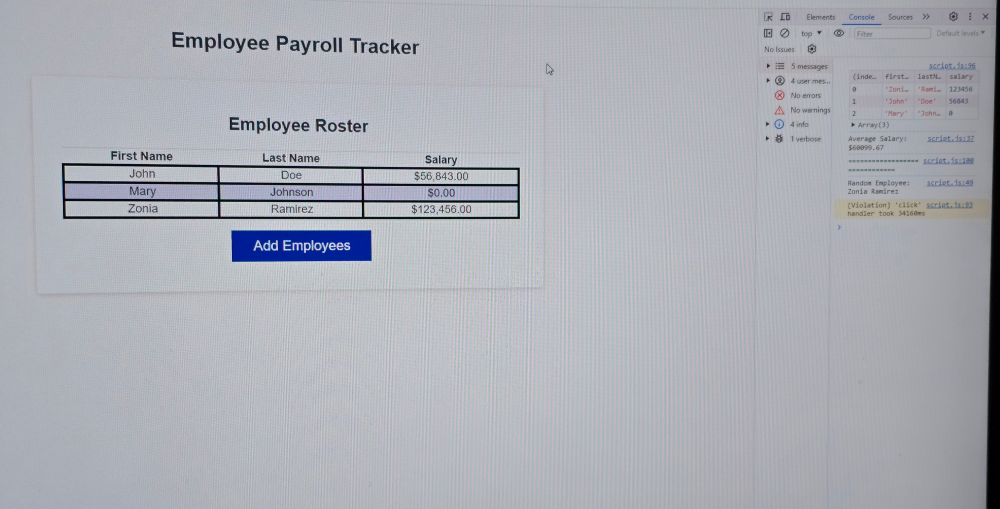 Employee Payroll Tracker
Employee Roster
First Name Last Name Salary
John Doe $56,843.00
Mary Johnson $0.00
Zonia Ramirez $123,456.00
Add Employees
Elements Console Sources
top Filter Default levels
No Issues
5 messages
4 user mes...
No errors
No warnings
4 info
1 verbose
script.js:96
(inde… first… lastN… salary
0 'Zoni… 'Rami… 123456
1 'John' 'Doe' 56843
2 'Mary' 'John… 0
Array(3)
Average Salary: script.js:37
$60099.67
================== script.js:100
============
Random Employee: script.js:49
Zonia Ramirez
[Violation] 'click' script.js:93
handler took 34160ms